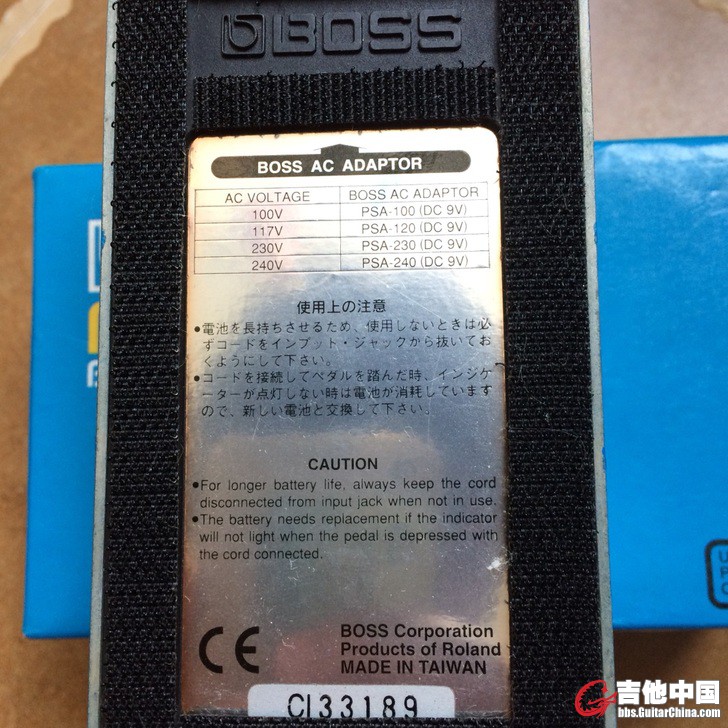 BOSS
BOSS AC ADAPTOR
AC VOLTAGE BOSS AC ADAPTOR
100V PSA-100 (DC 9V)
117V PSA-120 (DC 9V)
230V PSA-230 (DC 9V)
240V PSA-240 (DC 9V)
使用上の注意
●電池を長持ちさせるため、使用しないときは必
ずコードをインプット・ジャックから抜いてお
くようにして下さい。
●コードを接続してペダルを踏んだ時、インジケ
ーターが点灯しない時は電池が消耗しています
ので、新しい電池と交換して下さい。
CAUTION
●For longer battery life, always keep the cord
disconnected from input jack when not in use.
●The battery needs replacement if the indicator
will not light when the pedal is depressed with
the cord connected.
CE
BOSS Corporation
Products of Roland
MADE IN TAIWAN
CI33189
吉他中国
bbs.GuitarChina.com